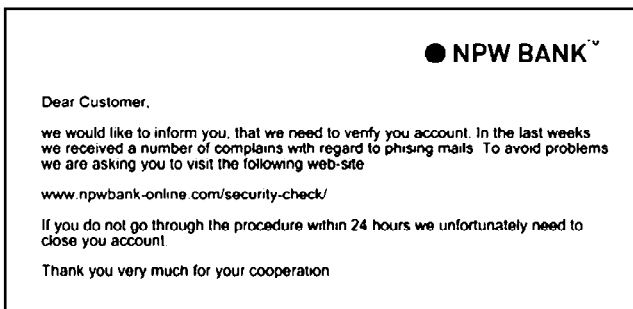 NPW BANK™
Dear Customer,
we would like to inform you, that we need to verify you account. In the last weeks
we received a number of complains with regard to phising mails. To avoid problems
we are asking you to visit the following web-site
www.npwbank-online.com/security-check/
If you do not go through the procedure within 24 hours we unfortunately need to
close you account.
Thank you very much for your cooperation